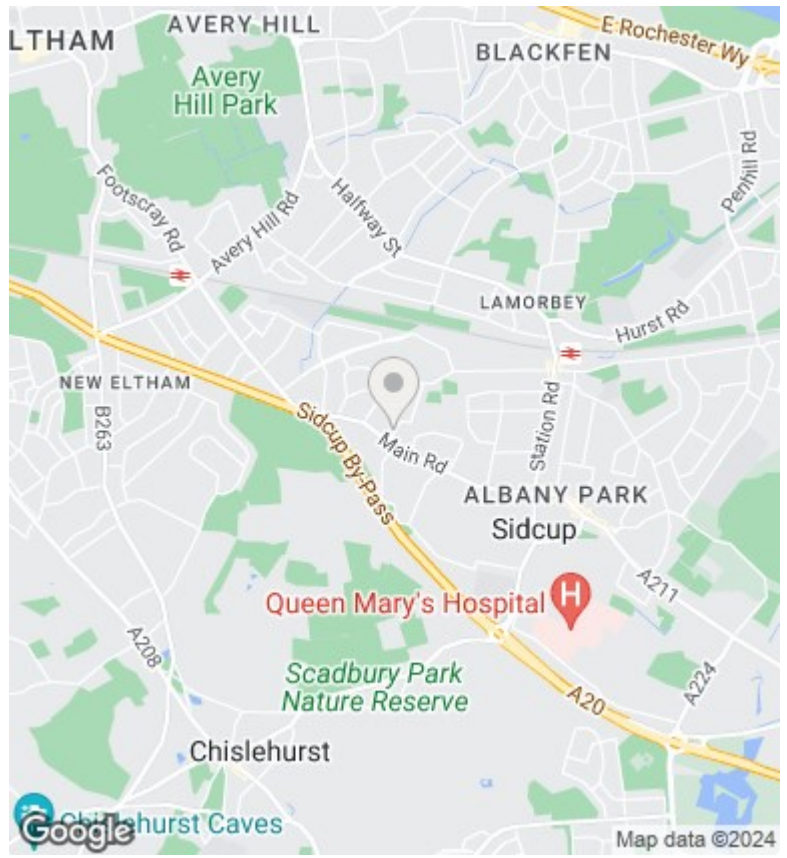 AVERY HILL
LTHAM
E Rochester Wy
BLACKFEN
Avery
Hill Park
Penhill Rd
Footscray Rd
Halfway St
Avery Hill Rd
LAMORBEY
Hurst Rd
NEW ELTHAM
B263
Sidcup By-Pass
Main Rd
Station Rd
ALBANY PARK
Sidcup
A211
Queen Mary's Hospital
H
A208
Scadbury Park
Nature Reserve
A224
A20
Chislehurst
Chislehurst Caves
Google
Map data ©2024